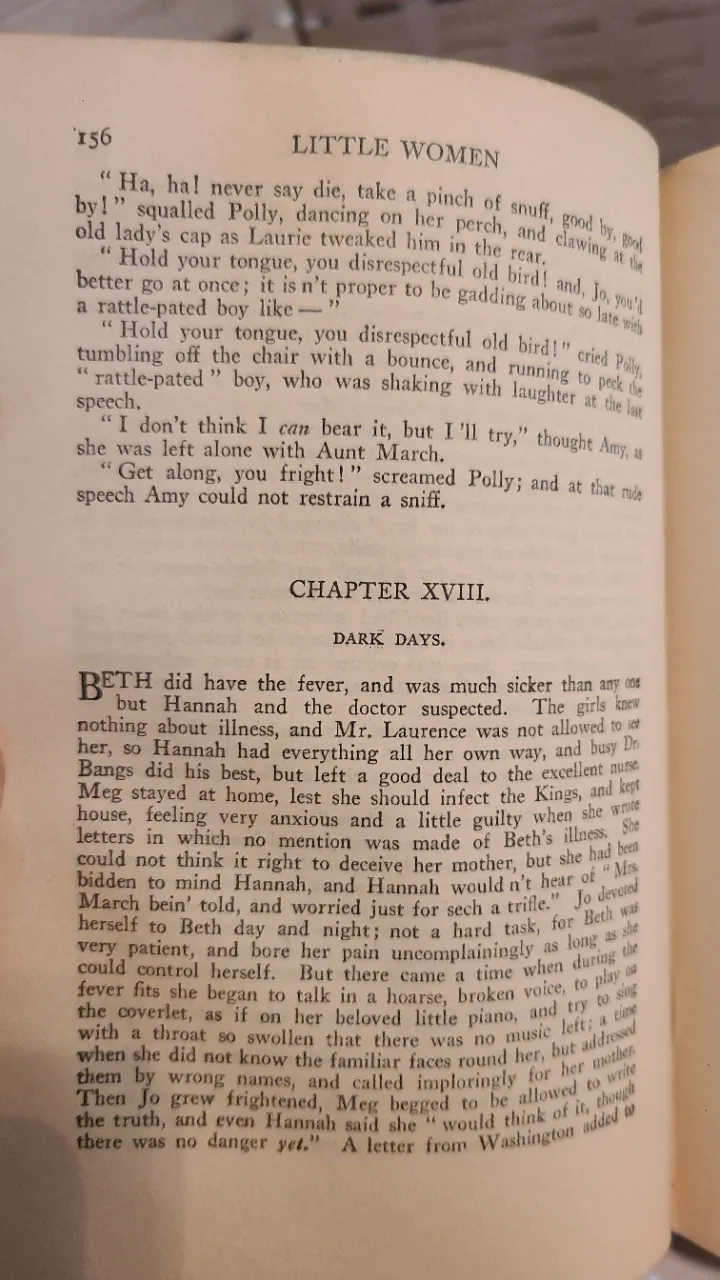 156
LITTLE WOMEN
" Ha, ha! never say die, take a pinch of snuff, good by, good
by! " squalled Polly, dancing on her perch, and clawing at the
old lady's cap as Laurie tweaked him in the rear.
" Hold your tongue, you disrespectful old bird! and, Jo, you'd
better go at once; it is n't proper to be gadding about so late with
a rattle-pated boy like — "
" Hold your tongue, you disrespectful old bird! " cried Polly,
tumbling off the chair with a bounce, and running to peck the
" rattle-pated " boy, who was shaking with laughter at the last
speech.
" I don't think I can bear it, but I 'll try," thought Amy, as
she was left alone with Aunt March.
" Get along, you fright! " screamed Polly; and at that rude
speech Amy could not restrain a sniff.
CHAPTER XVIII.
DARK DAYS.
BETH did have the fever, and was much sicker than any one
but Hannah and the doctor suspected. The girls knew
nothing about illness, and Mr. Laurence was not allowed to see
her, so Hannah had everything all her own way, and busy Dr.
Bangs did his best, but left a good deal to the excellent nurse.
Meg stayed at home, lest she should infect the Kings, and kept
house, feeling very anxious and a little guilty when she wrote
letters in which no mention was made of Beth's illness. She
could not think it right to deceive her mother, but she had been
bidden to mind Hannah, and Hannah would n't hear of " Mrs.
March bein' told, and worried just for sech a trifle." Jo devoted
herself to Beth day and night; not a hard task, for Beth was
very patient, and bore her pain uncomplainingly as long as she
could control herself. But there came a time when during the
fever fits she began to talk in a hoarse, broken voice, to play on
the coverlet, as if on her beloved little piano, and try to sing
with a throat so swollen that there was no music left; a time
when she did not know the familiar faces round her, but addressed
them by wrong names, and called imploringly for her mother.
Then Jo grew frightened, Meg begged to be allowed to write
the truth, and even Hannah said she " would think of it, though
there was no danger yet." A letter from Washington added to